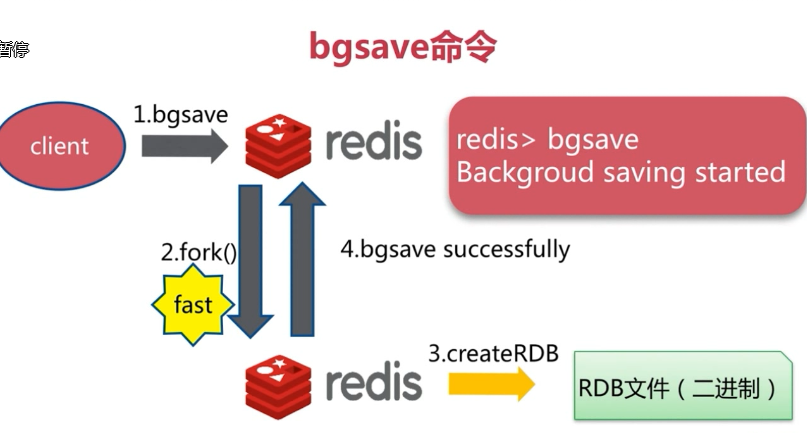 暂停
bgsave命令
1.bgsave
client
redis
redis> bgsave
Backgroud saving started
2.fork()
fast
4.bgsave successfully
redis
3.createRDB
RDB文件（二进制）